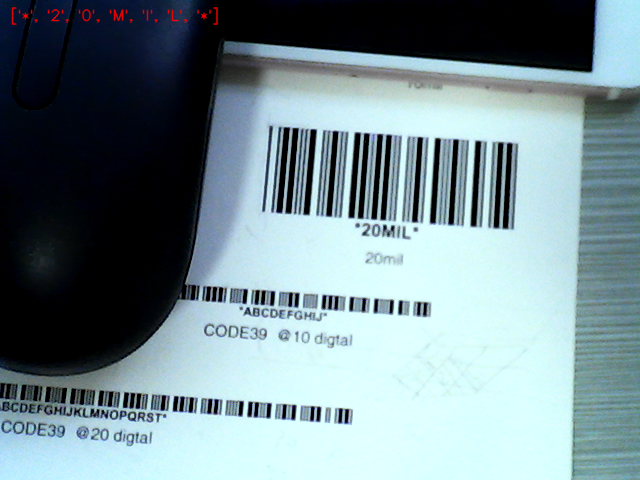 ['*', '2', '0', 'M', 'I', 'L', '*']
*20MIL*
20mil
*ABCDEFGHIJ*
CODE39 @10 digtal
ABCDEFGHIJKLMNOPQRST*
CODE39 @20 digtal